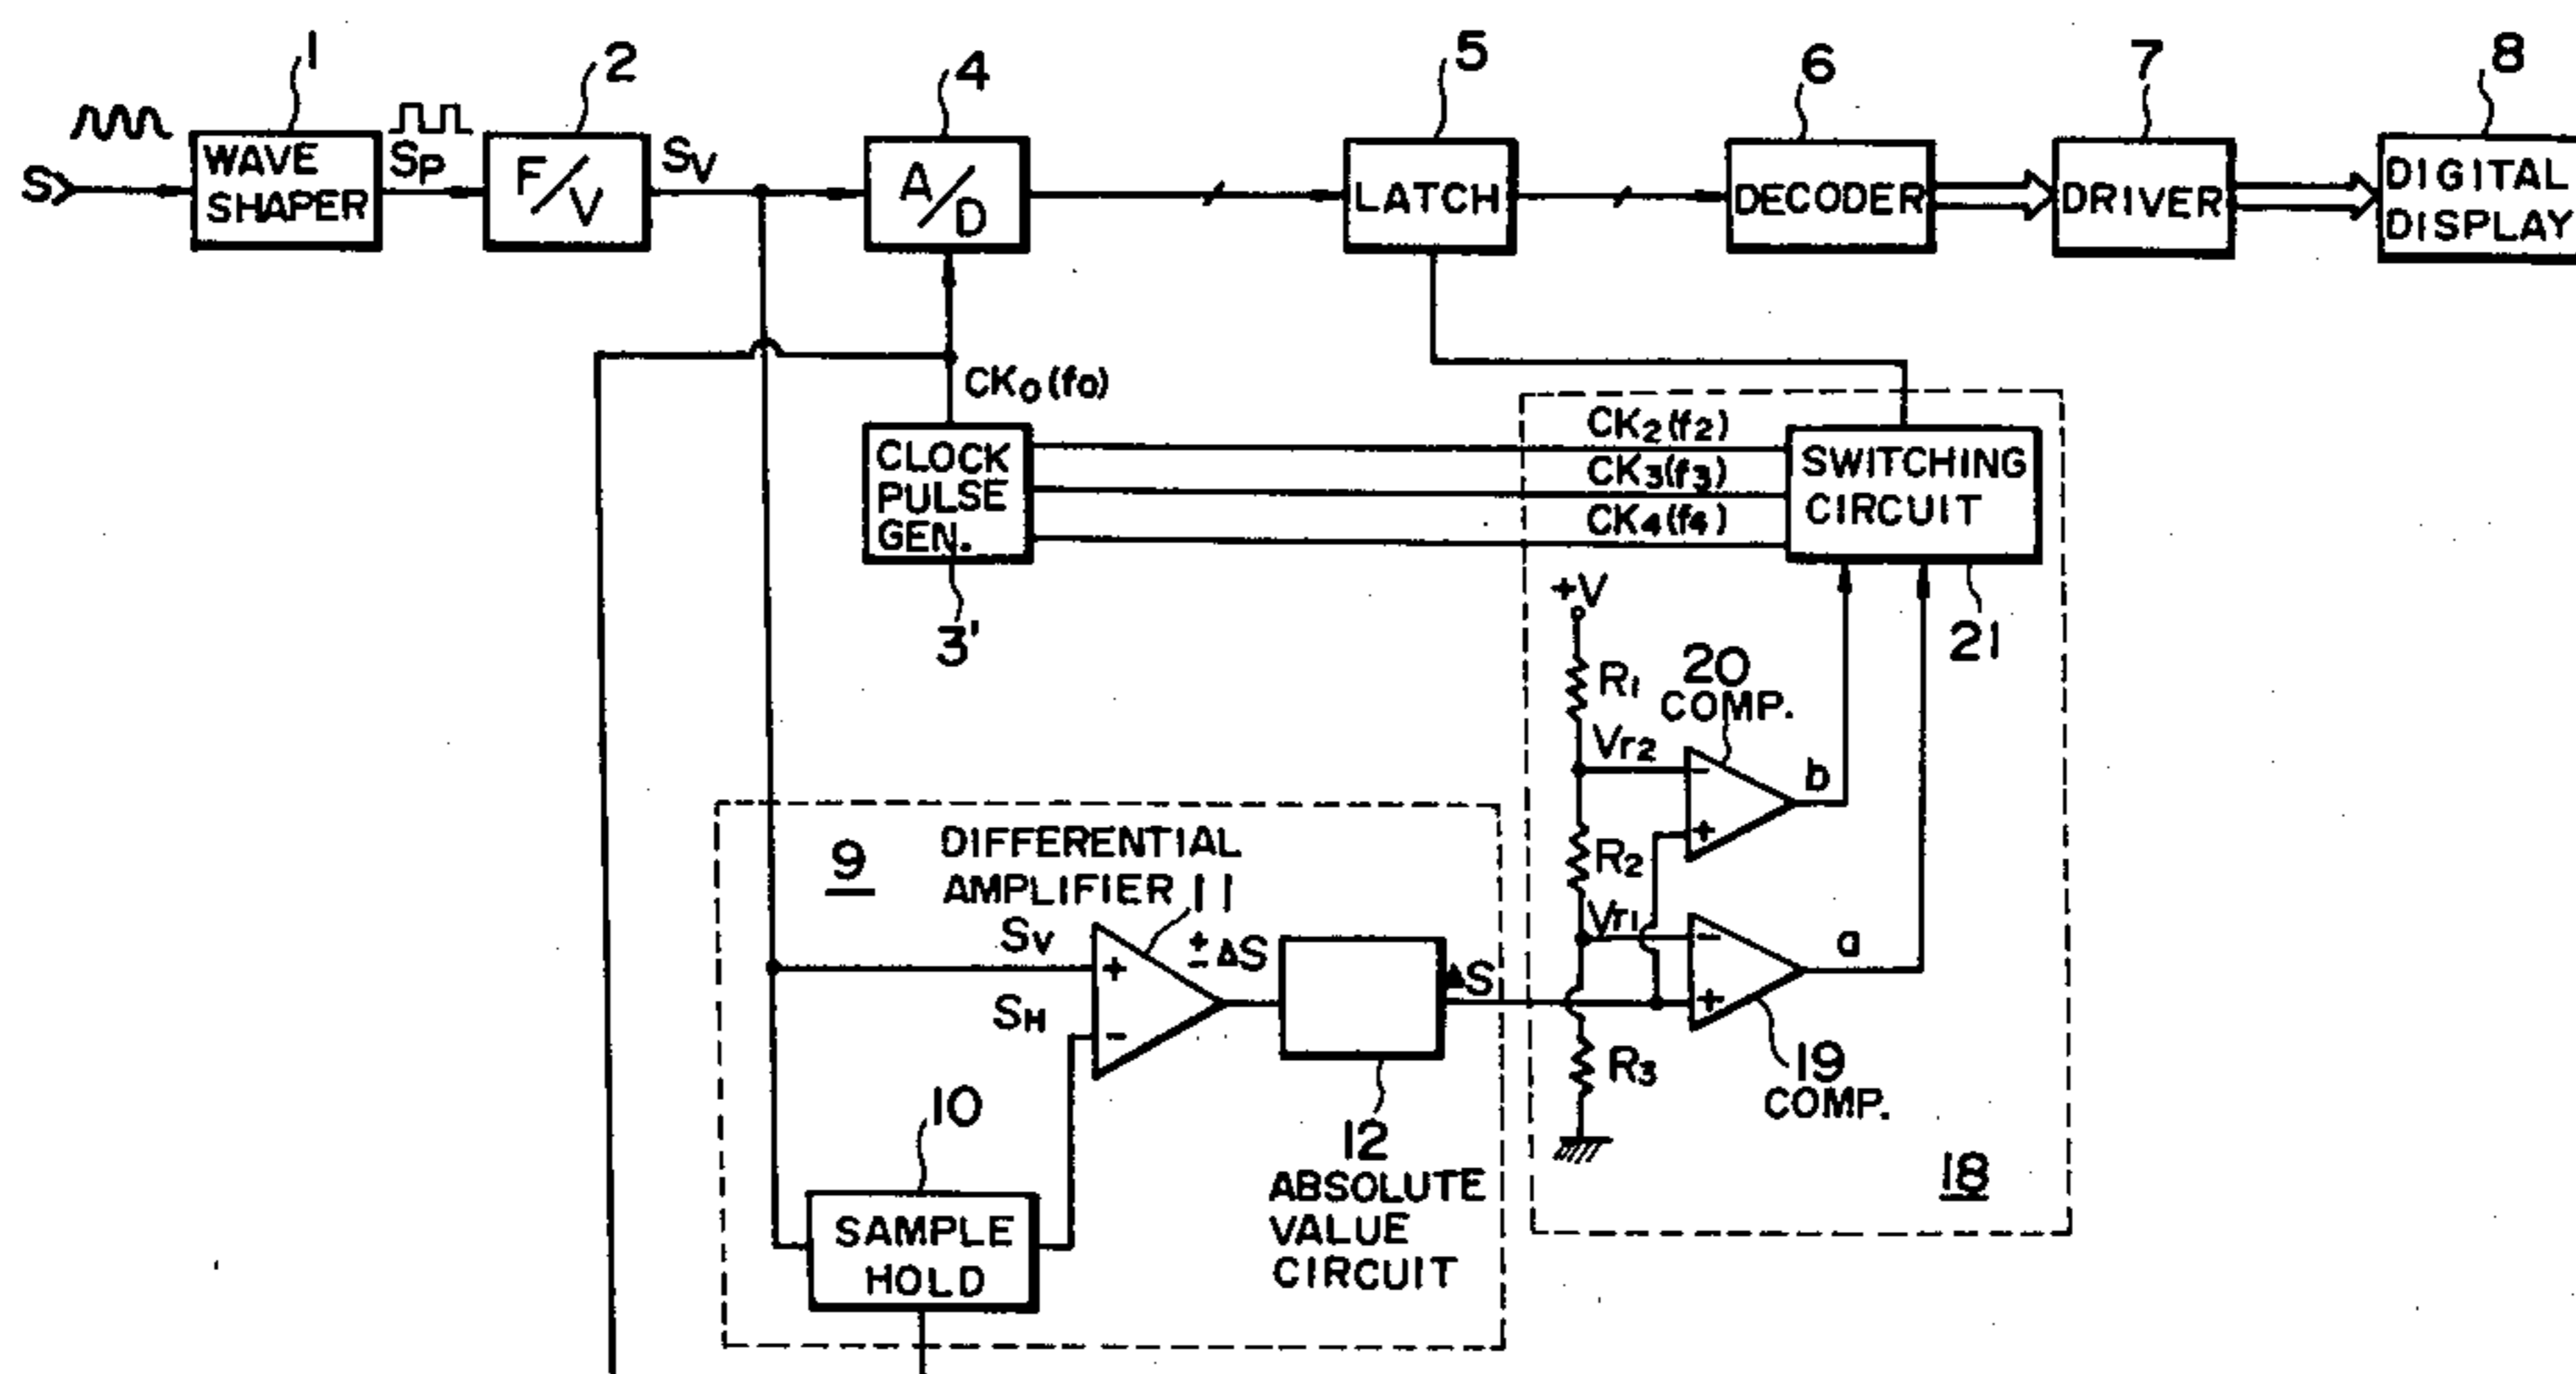 1
2
4
5
6
7
8
S
WAVE
SHAPER
SP
F/V
SV
A/D
LATCH
DECODER
DRIVER
DIGITAL
DISPLAY
CK0(f0)
CLOCK
PULSE
GEN.
3'
CK2(f2)
CK3(f3)
CK4(f4)
SWITCHING
CIRCUIT
21
+V
R1
20
COMP.
Vr2
-
+
b
R2
Vr1
-
+
a
R3
19
COMP.
18
9
DIFFERENTIAL
AMPLIFIER 11
SV
+
± ΔS
SH
-
ΔS
10
SAMPLE
HOLD
12
ABSOLUTE
VALUE
CIRCUIT